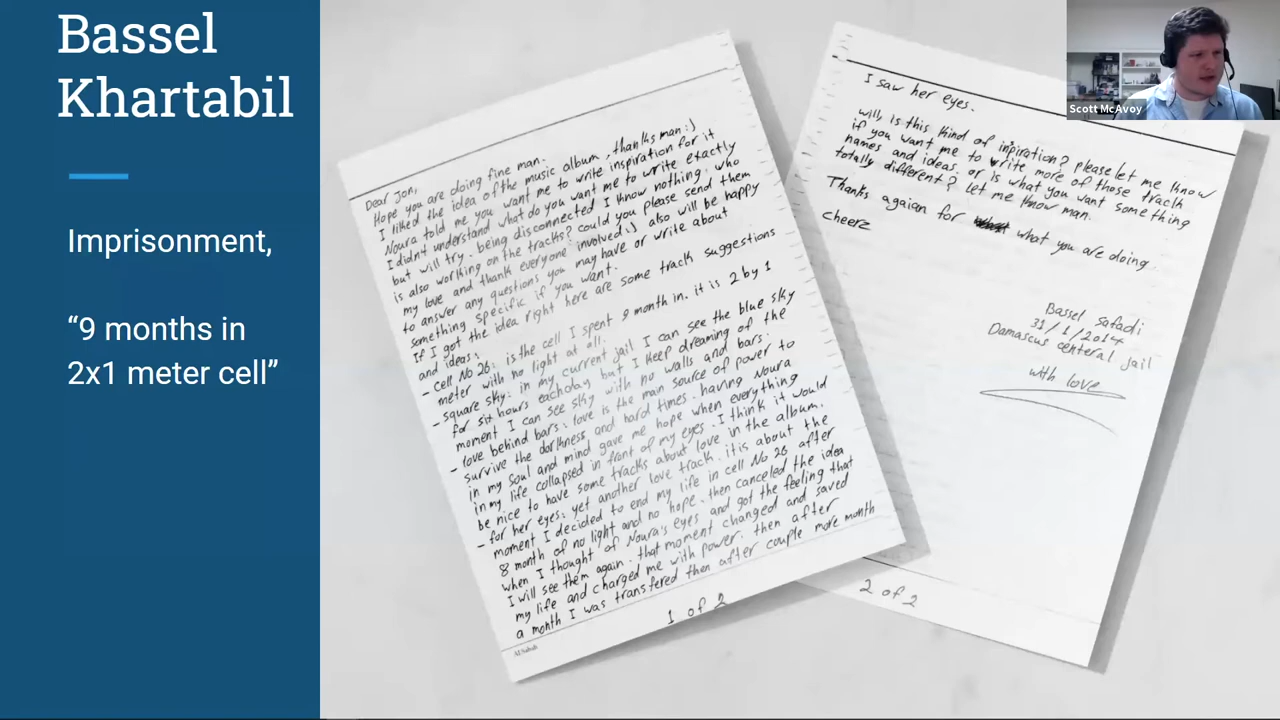 Bassel
Khartabil
Imprisonment,
“9 months in
2x1 meter cell”
Dear Jon,
Hope you are doing fine man.
I liked the idea of the music album, thanks man :)
Noura told me you want me to write inspiration for it
I didn't understand what do you want me to write exactly
but will try. being disconnected I know nothing, who
is also working on the tracks? could you please send them
my love and thank everyone involved :) also will be happy
to answer any questions you may have or write about
something specific if you want.
If I got the idea right here are some track suggestions
and ideas:
- cell No 26: is the cell I spent 9 month in. it is 2 by 1
meter with no light at all.
- square sky: in my current jail I can see the blue sky
for sit hours eachday but I keep dreaming of the
moment I can see sky with no walls and bars.
- love behind bars: love is the main source of power to
survive the darkness and hard times. having Noura
in my soul and mind gave me hope when everything
in my life collapsed in front of my eyes. I think it would
be nice to have some tracks about love in the album.
- for her eyes: yet another love track. it is about the
moment I decided to end my life in cell No 26 after
8 month of no light and no hope. then canceled the idea
when I thought of Noura's eyes and got the feeling that
I will see them again. that moment changed and saved
my life and charged me with power. then after
a month I was transfered then after couple more month
1 of 2
Al Sabah
I saw her eyes.
will, is this kind of inpiration? please let me know
if you want me to write more of those track
names and ideas or is what you want something
totally different? let me know man.
Thanks agaian for what you are doing.
cheerz
Bassel Safadi
31/1/2014
Damascus centeral jail
with love
2 of 2
Scott McAvoy